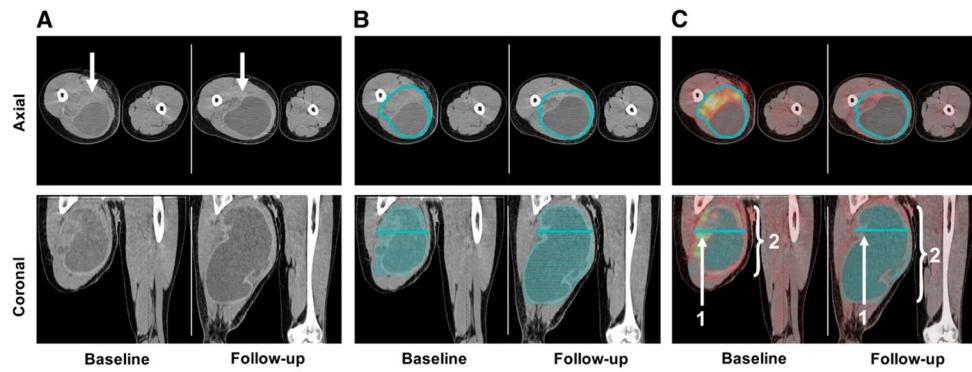 A
B
C
Axial
Coronal
2
2
1
1
Baseline
Follow-up
Baseline
Follow-up
Baseline
Follow-up